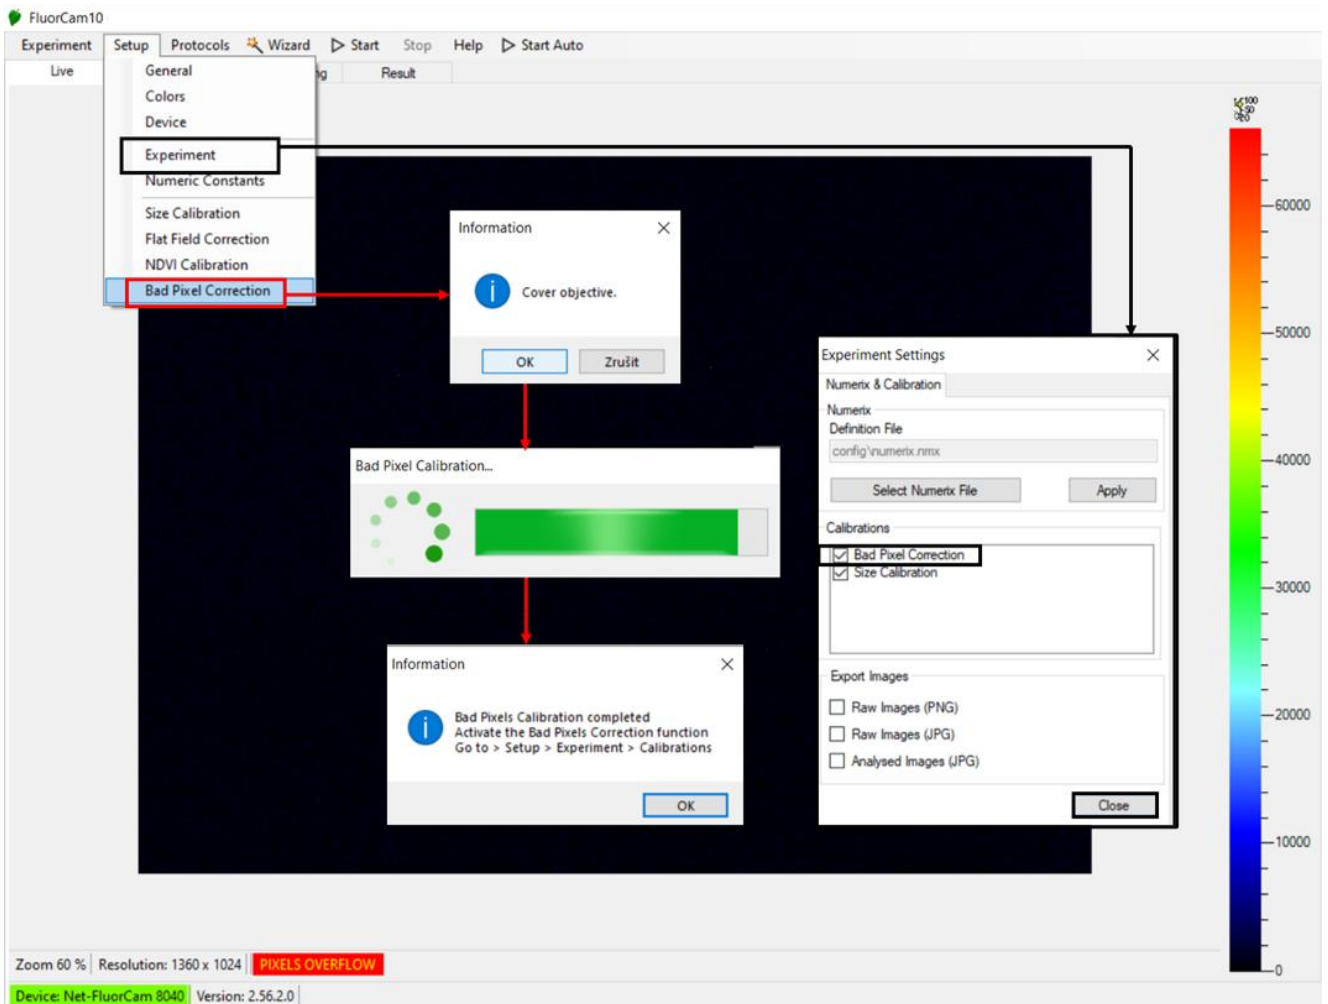 FluorCam10
Experiment Setup Protocols Wizard Start Stop Help Start Auto
Live ng Result
General
Colors
Device
Experiment
Numeric Constants
Size Calibration
Flat Field Correction
NDVI Calibration
Bad Pixel Correction
Information
Cover objective.
OK Zrušit
Bad Pixel Calibration...
Information
Bad Pixels Calibration completed
Activate the Bad Pixels Correction function
Go to > Setup > Experiment > Calibrations
OK
Experiment Settings
Numerix & Calibration
Numerix
Definition File
config\numerix.nmx
Select Numerix File Apply
Calibrations
Bad Pixel Correction
Size Calibration
Export Images
Raw Images (PNG)
Raw Images (JPG)
Analysed Images (JPG)
Close
60000
50000
40000
30000
20000
10000
0
Zoom 60 % Resolution: 1360 x 1024 PIXELS OVERFLOW
Device: Net-FluorCam 8040 Version: 2.56.2.0